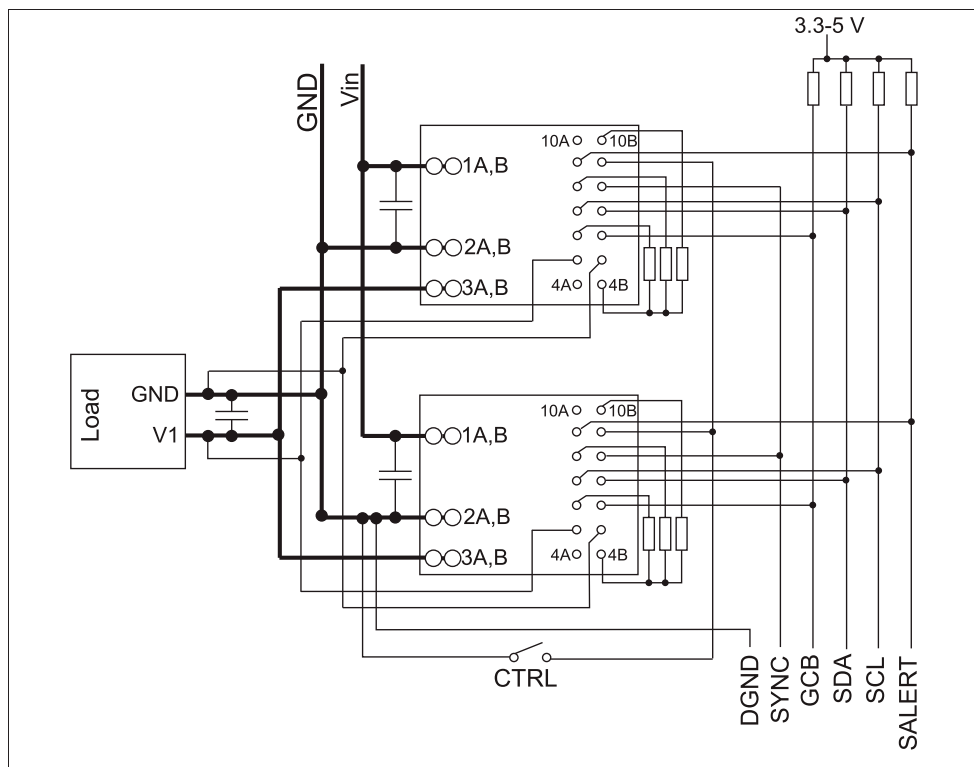 3.3-5 V
GND
Vin
10A
10B
1A,B
2A,B
3A,B
4A
4B
Load
GND
V1
10A
10B
1A,B
2A,B
3A,B
4A
4B
CTRL
DGND
SYNC
GCB
SDA
SCL
SALERT